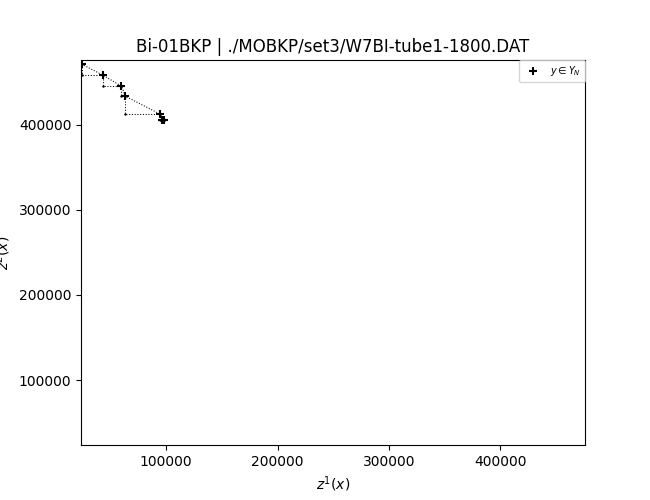 Bi-01BKP | ./MOBKP/set3/W7BI-tube1-1800.DAT
y ∈ Y_N
400000
300000
200000
100000
z²(x)
100000 200000 300000 400000
z¹(x)